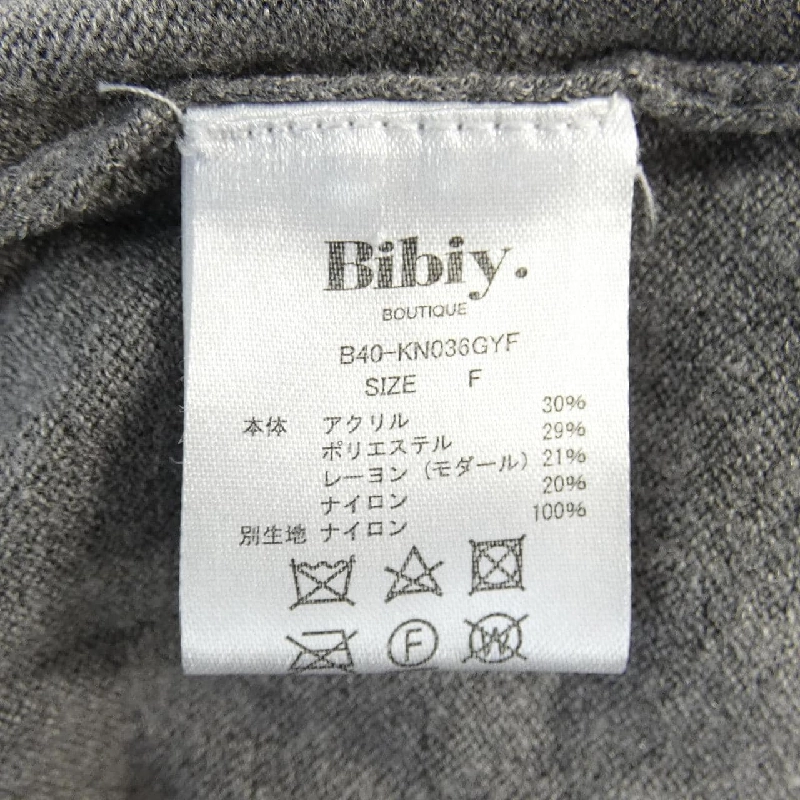 Bibiy.
BOUTIQUE
B40-KN036GYF
SIZE F
本体 アクリル 30%
ポリエステル 29%
レーヨン（モダール） 21%
ナイロン 20%
別生地 ナイロン 100%
F
W